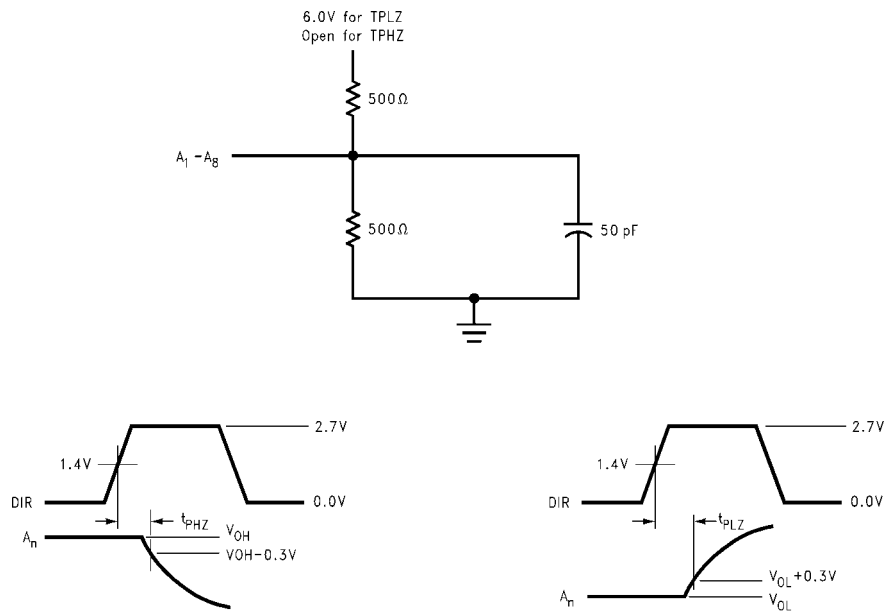 6.0V for TPLZ
Open for TPHZ
500Ω
A₁–A₈
500Ω
50 pF
2.7V
1.4V
DIR
0.0V
tPHZ
An
VOH
VOH–0.3V
2.7V
1.4V
DIR
0.0V
tPLZ
VOL+0.3V
An
VOL